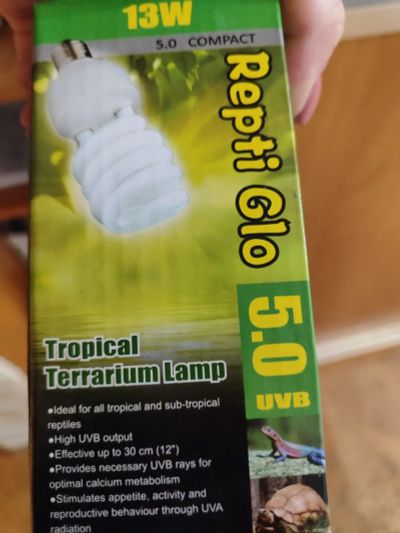 13W
5.0 COMPACT
Repti Glo
5.0
UVB
Tropical
Terrarium Lamp
●Ideal for all tropical and sub-tropical
reptiles
●High UVB output
●Effective up to 30 cm (12")
●Provides necessary UVB rays for
optimal calcium metabolism
●Stimulates appetite, activity and
reproductive behaviour through UVA
radiation